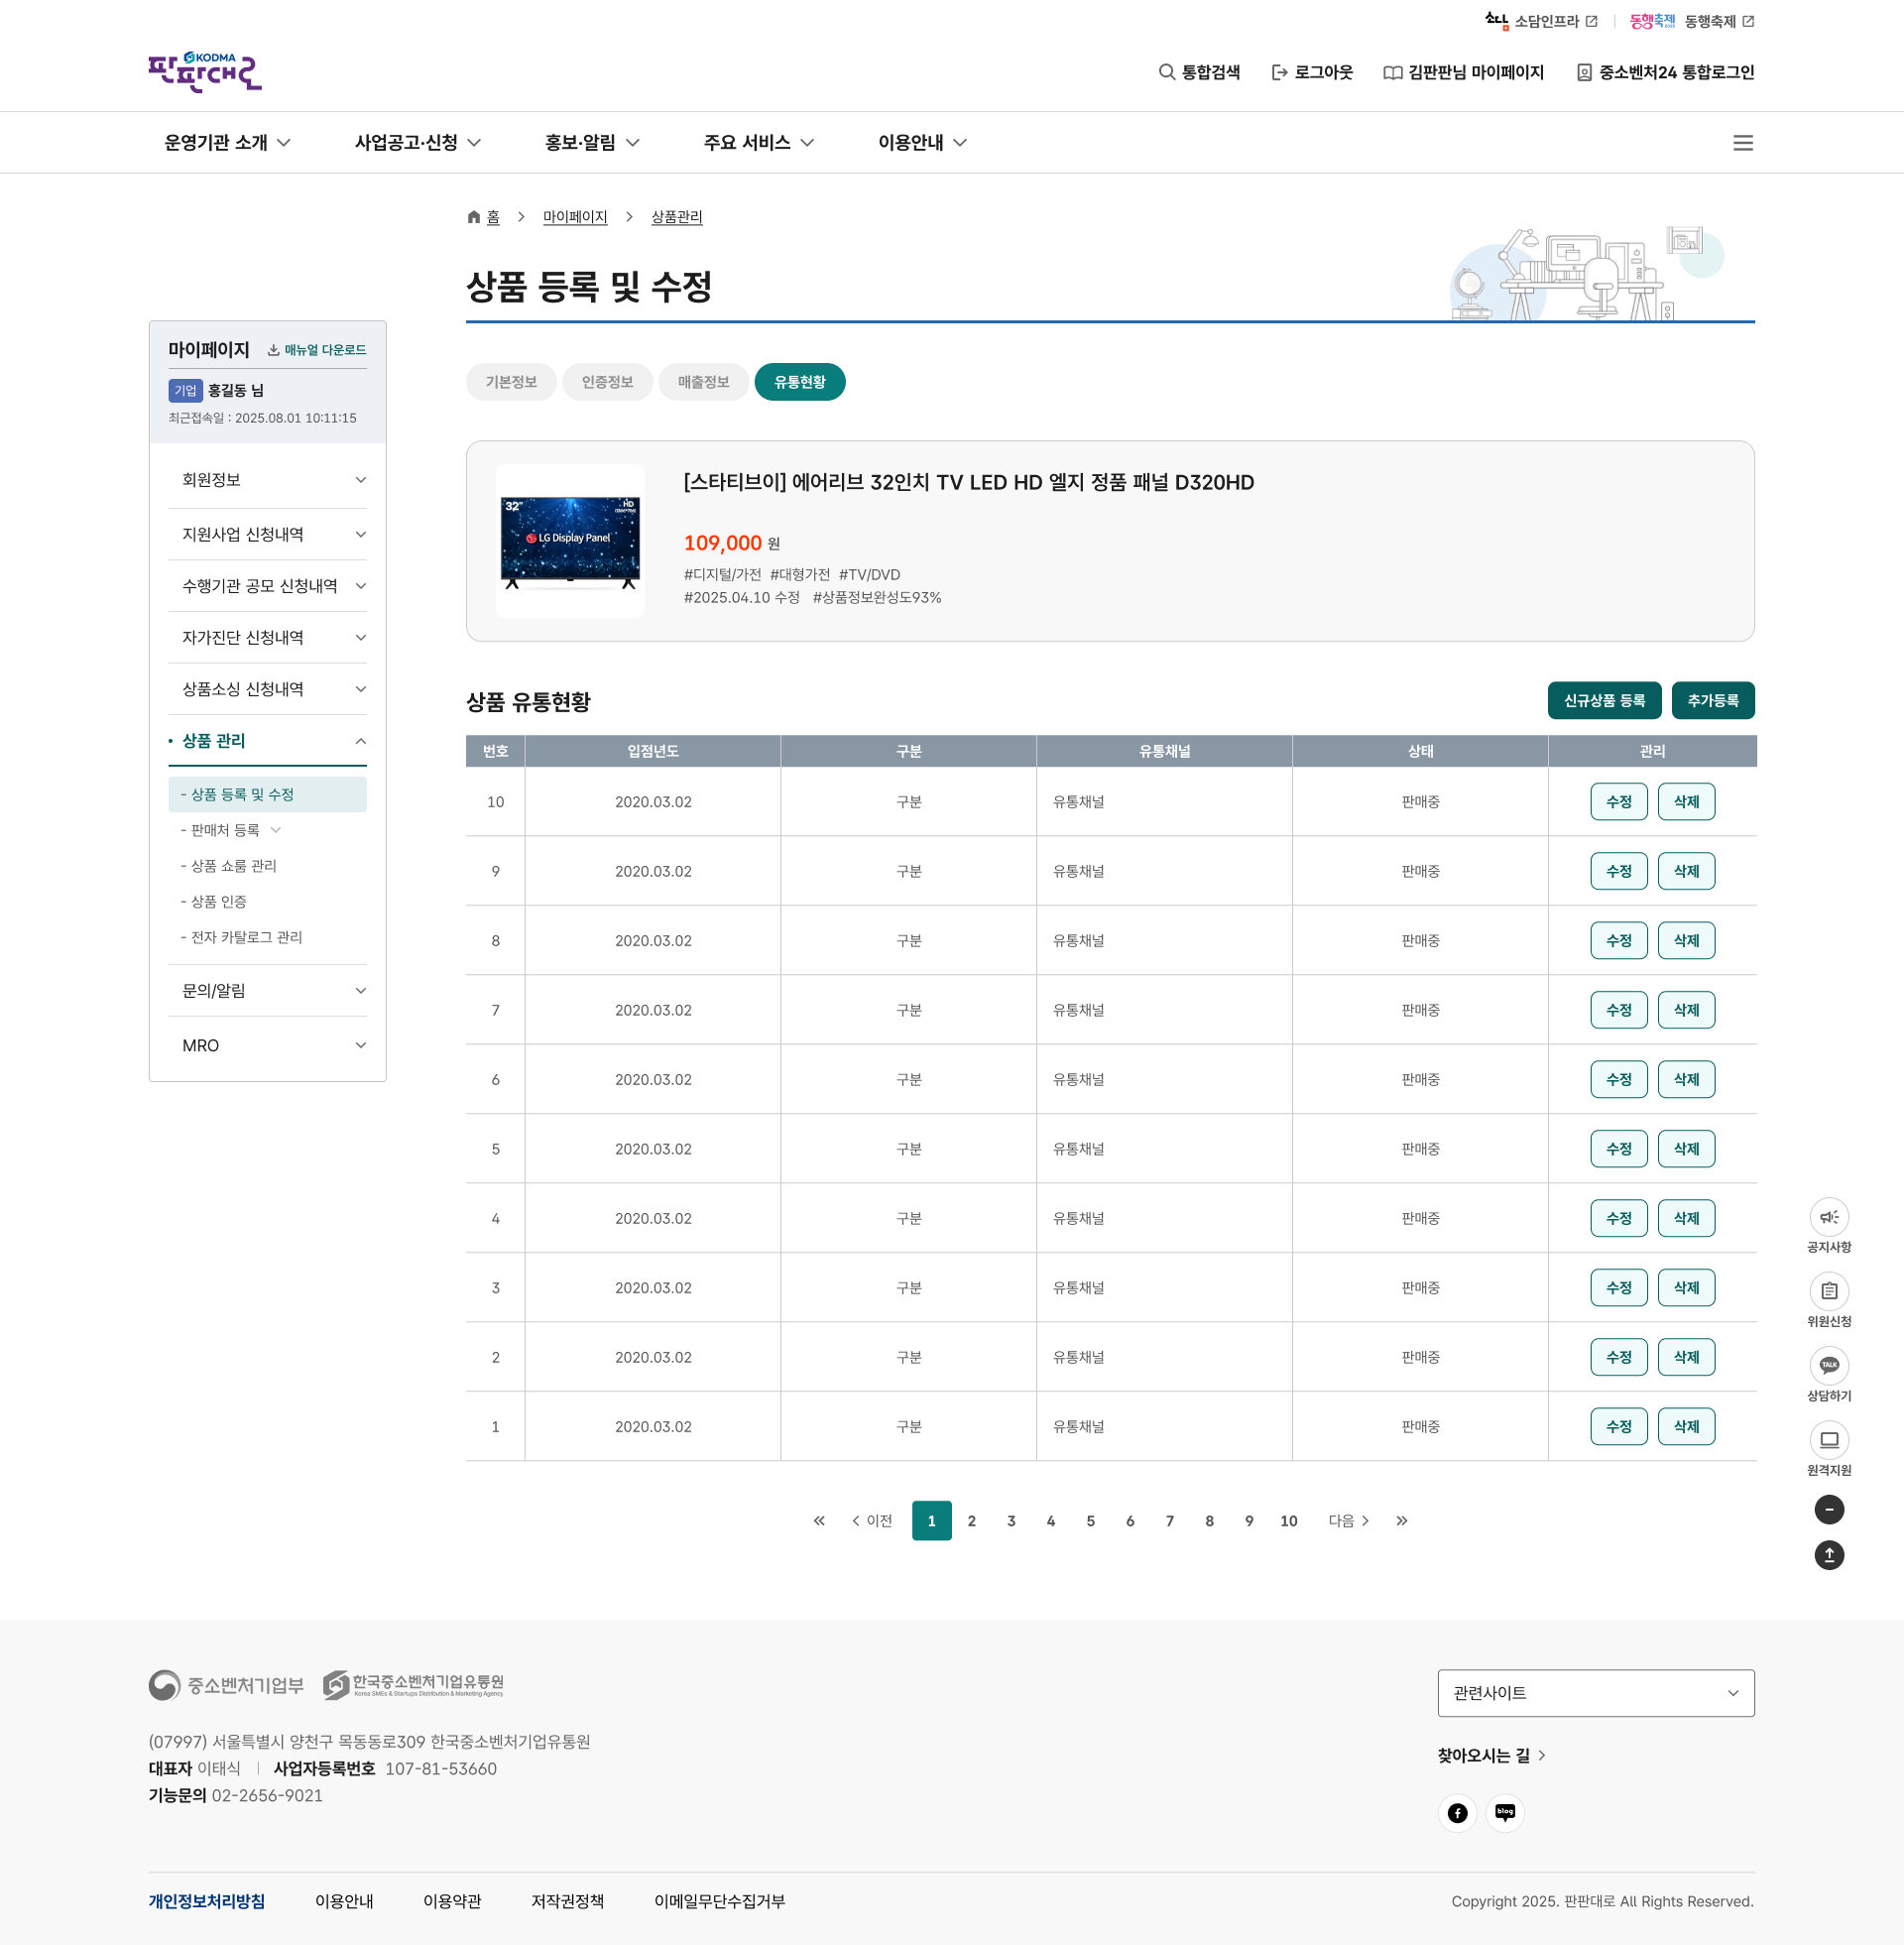 소담인프라
동행축제 동행축제
KODMA
판판대로
통합검색 로그아웃 김판판님 마이페이지 중소벤처24 통합로그인
운영기관 소개 사업공고·신청 홍보·알림 주요 서비스 이용안내
홈 > 마이페이지 > 상품관리
상품 등록 및 수정
마이페이지 매뉴얼 다운로드
기업 홍길동 님
최근접속일 : 2025.08.01 10:11:15
회원정보
지원사업 신청내역
수행기관 공모 신청내역
자가진단 신청내역
상품소싱 신청내역
상품 관리
- 상품 등록 및 수정
- 판매처 등록
- 상품 쇼룸 관리
- 상품 인증
- 전자 카탈로그 관리
문의/알림
MRO
기본정보 인증정보 매출정보 유통현황
32" HD
LG Display Panel
[스타티브이] 에어리브 32인치 TV LED HD 엘지 정품 패널 D320HD
109,000 원
#디지털/가전 #대형가전 #TV/DVD
#2025.04.10 수정 #상품정보완성도93%
상품 유통현황
신규상품 등록 추가등록
번호 입점년도 구분 유통채널 상태 관리
10 2020.03.02 구분 유통채널 판매중 수정 삭제
9 2020.03.02 구분 유통채널 판매중 수정 삭제
8 2020.03.02 구분 유통채널 판매중 수정 삭제
7 2020.03.02 구분 유통채널 판매중 수정 삭제
6 2020.03.02 구분 유통채널 판매중 수정 삭제
5 2020.03.02 구분 유통채널 판매중 수정 삭제
4 2020.03.02 구분 유통채널 판매중 수정 삭제
3 2020.03.02 구분 유통채널 판매중 수정 삭제
2 2020.03.02 구분 유통채널 판매중 수정 삭제
1 2020.03.02 구분 유통채널 판매중 수정 삭제
이전 1 2 3 4 5 6 7 8 9 10 다음
공지사항
위원신청
TALK
상담하기
원격지원
중소벤처기업부 한국중소벤처기업유통원
Korea SMEs & Startups Distribution & Marketing Agency
(07997) 서울특별시 양천구 목동동로309 한국중소벤처기업유통원
대표자 이태식 사업자등록번호 107-81-53660
기능문의 02-2656-9021
관련사이트
찾아오시는 길
blog
개인정보처리방침 이용안내 이용약관 저작권정책 이메일무단수집거부
Copyright 2025. 판판대로 All Rights Reserved.